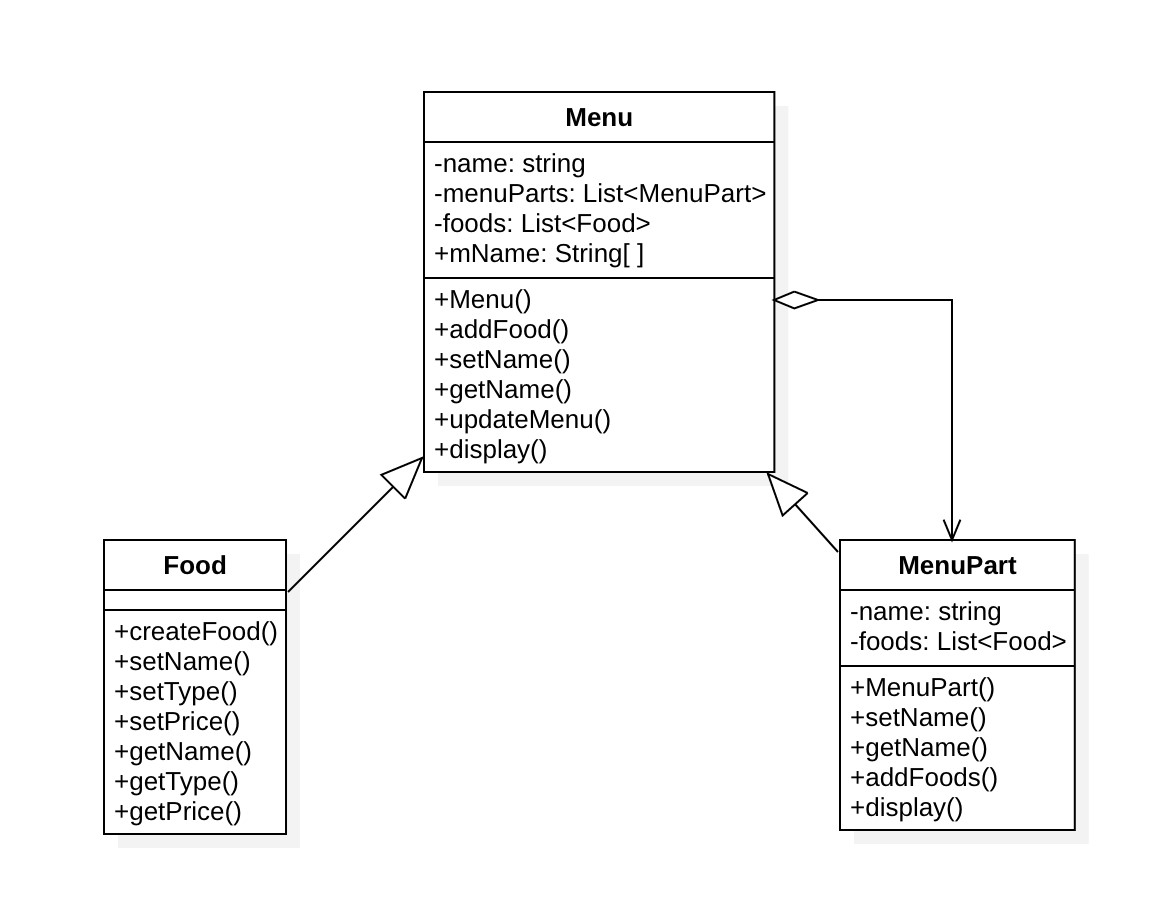 Menu
-name: string
-menuParts: List<MenuPart>
-foods: List<Food>
+mName: String[ ]
+Menu()
+addFood()
+setName()
+getName()
+updateMenu()
+display()
Food
+createFood()
+setName()
+setType()
+setPrice()
+getName()
+getType()
+getPrice()
MenuPart
-name: string
-foods: List<Food>
+MenuPart()
+setName()
+getName()
+addFoods()
+display()